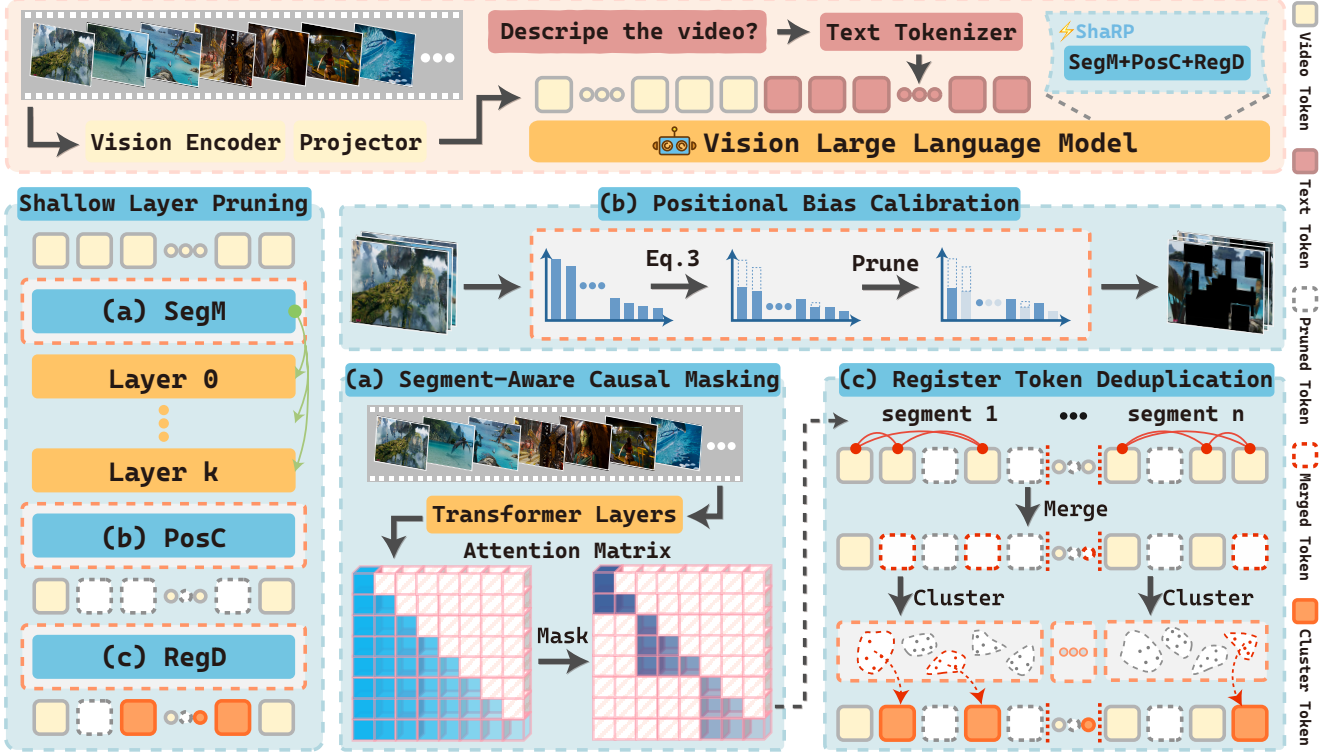 Descripe the video?
Text Tokenizer
⚡ShaRP
SegM+PosC+RegD
Vision Encoder
Projector
Vision Large Language Model
Video Token
Text Token
Pruned Token
Merged Token
Cluster Token
Shallow Layer Pruning
(a) SegM
Layer 0
Layer k
(b) PosC
(c) RegD
(b) Positional Bias Calibration
Eq.3
Prune
(a) Segment-Aware Causal Masking
Transformer Layers
Attention Matrix
Mask
(c) Register Token Deduplication
segment 1 ••• segment n
Merge
Cluster
Cluster